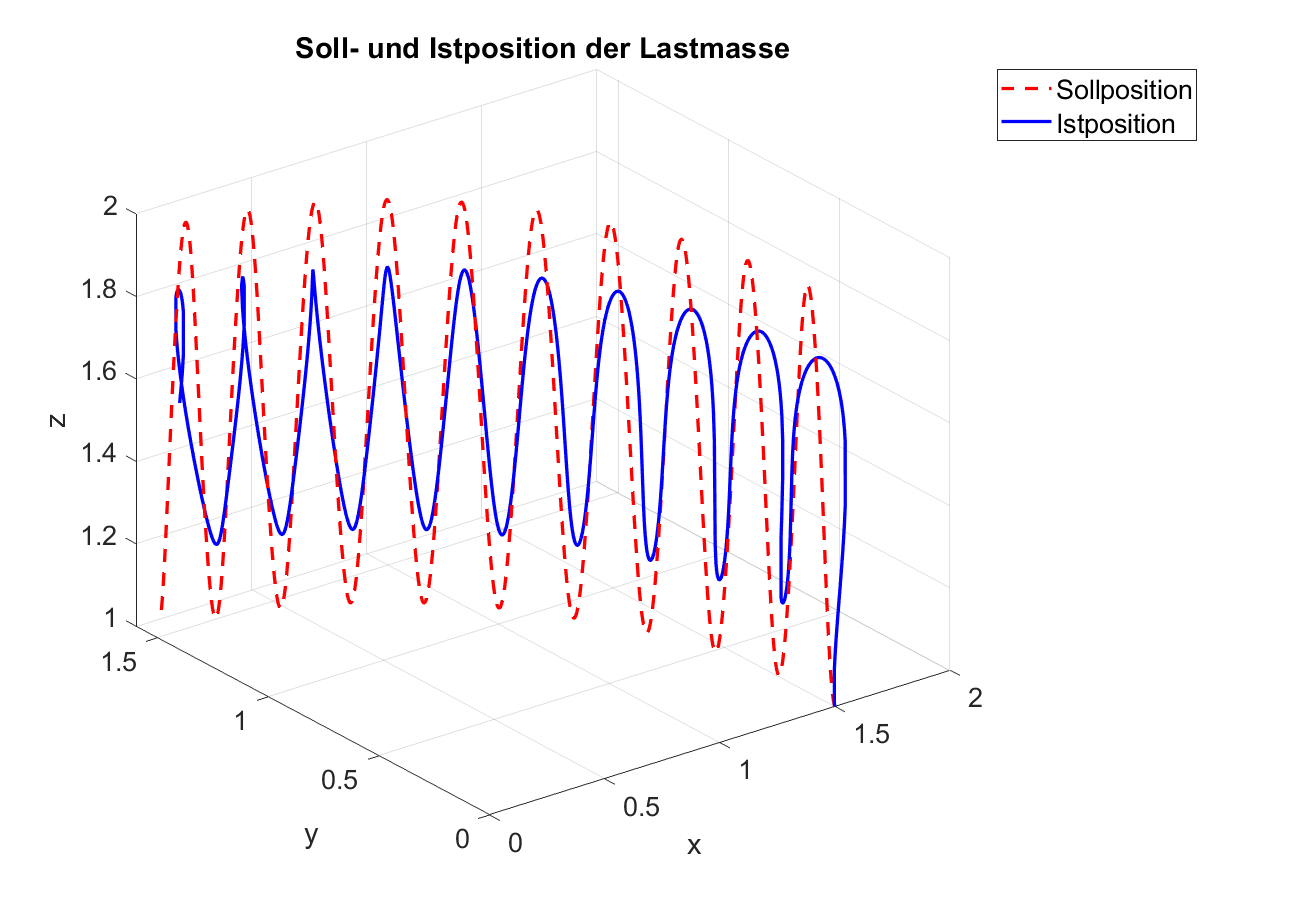 Soll- und Istposition der Lastmasse
Sollposition
Istposition
2
1.8
1.6
1.4
1.2
1
z
1.5
1
0.5
0
y
0
0.5
1
1.5
2
x